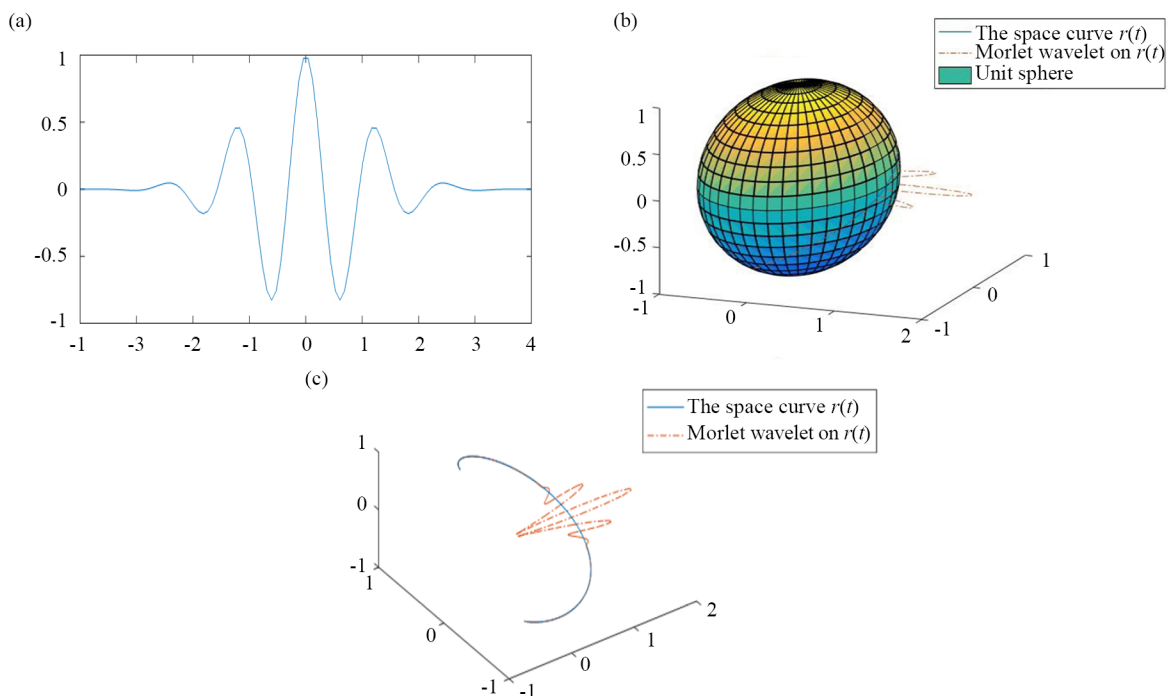 (a)
1
0.5
0
-0.5
-1
-1 -3 -2 -1 0 1 2 3 4
(b)
The space curve r(t)
Morlet wavelet on r(t)
Unit sphere
1
0.5
0
-0.5
-1
-1 0 1 2
-1 0 1
(c)
The space curve r(t)
Morlet wavelet on r(t)
1
0
-1
1 0 -1
-1 0 1 2